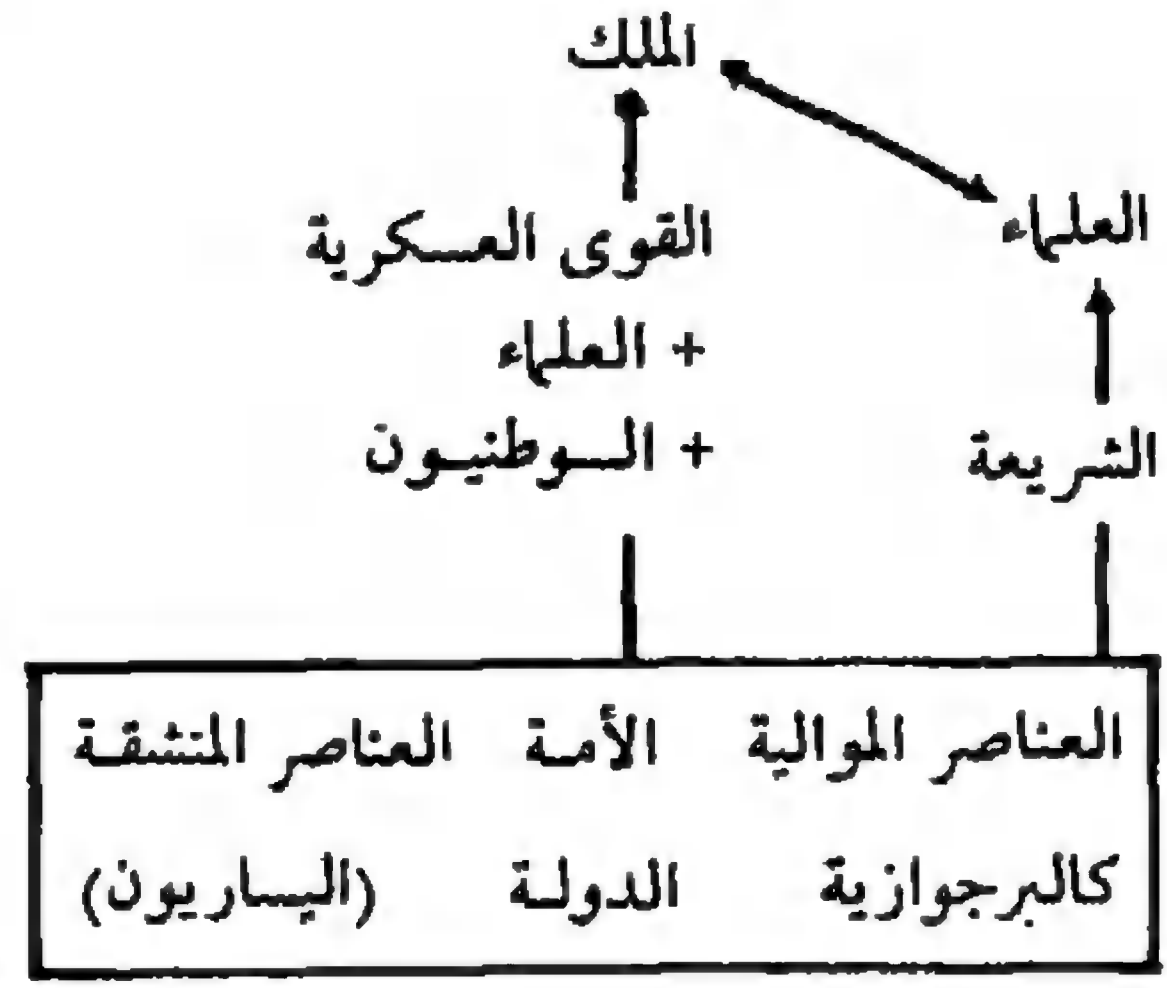 الملك
العلماء
القوى العسكرية
+ العلماء
+ الوطنيون
الشريعة
العناصر الموالية الأمة العناصر المنشقة
كالبرجوازية الدولة (اليساريون)